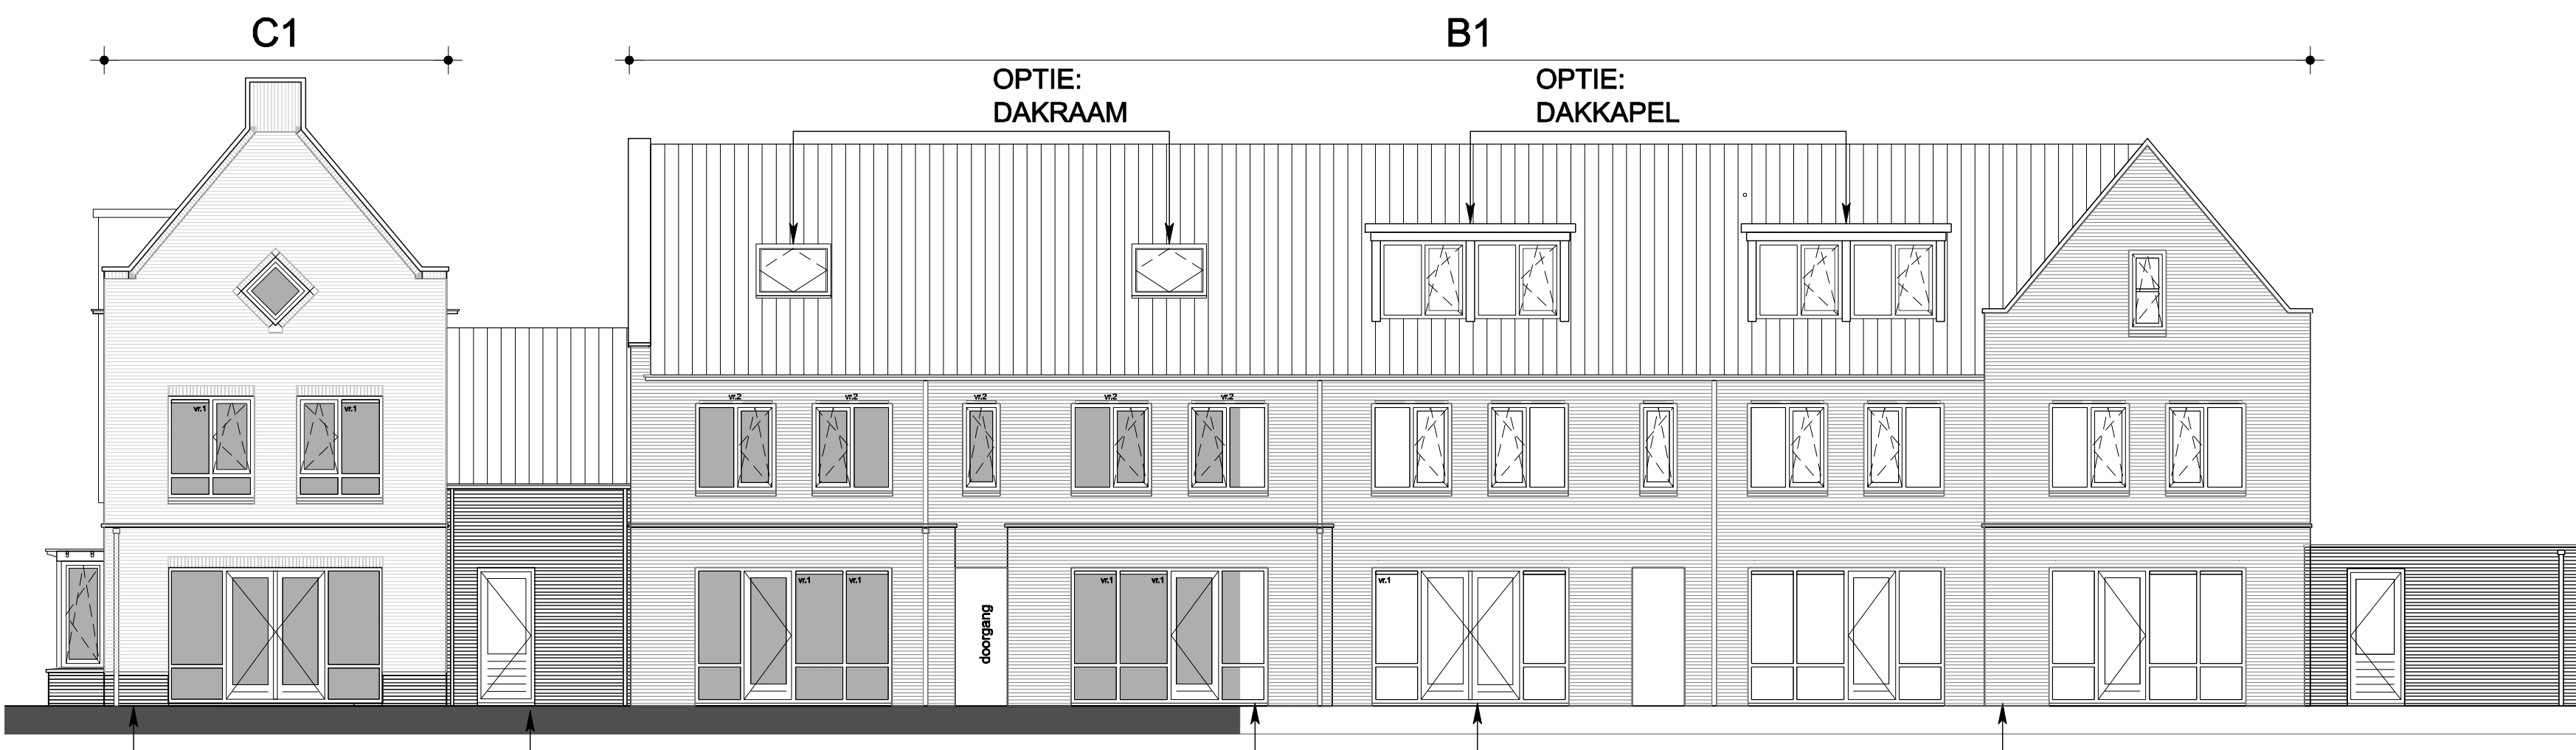 C1
B1
OPTIE:
DAKRAAM
OPTIE:
DAKKAPEL
vr.1
vr.1
vr.2
vr.2
vr.2
vr.2
vr.2
vr.1
vr.1
doorgang
vr.1
vr.1
vr.1